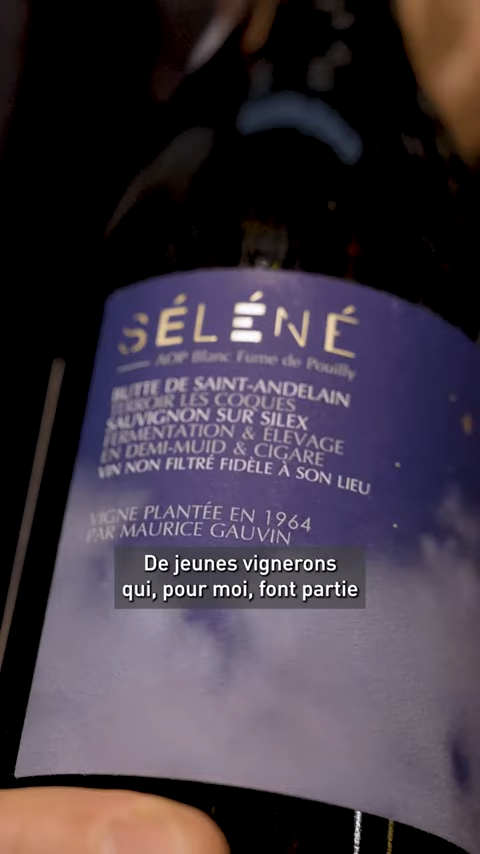 SÉLÉNÉ
AOP Blanc Fumé de Pouilly
BUTTE DE SAINT-ANDELAIN
TERROIR LES COQUES
SAUVIGNON SUR SILEX
FERMENTATION & ÉLEVAGE
EN DEMI-MUID & CIGARE
VIN NON FILTRÉ FIDÈLE À SON LIEU
VIGNE PLANTÉE EN 1964
PAR MAURICE GAUVIN
De jeunes vignerons
qui, pour moi, font partie